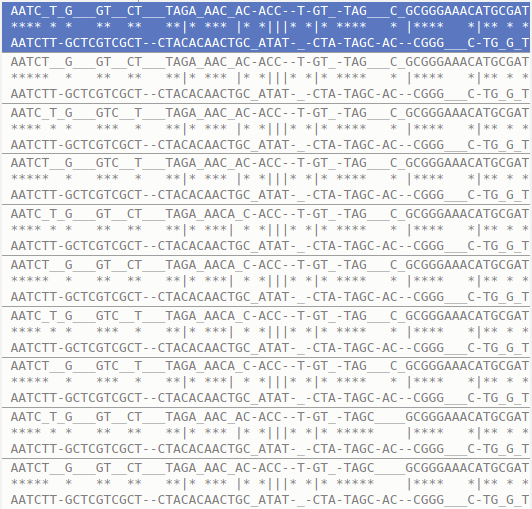 AATC_T_G___GT__CT___TAGA_AAC_AC-ACC--T-GT_-TAG___C_GCGGGAAACATGCGAT
**** * *   **  **   **|* *** |* *|||* *|* ****   * |****   *|** * *
AATCTT-GCTCGTCGCT--CTACACAACTGC_ATAT-_-CTA-TAGC-AC--CGGG___C-TG_G_T
AATCT__G___GT__CT___TAGA_AAC_AC-ACC--T-GT_-TAG___C_GCGGGAAACATGCGAT
*****  *   **  **   **|* *** |* *|||* *|* ****   * |****   *|** * *
AATCTT-GCTCGTCGCT--CTACACAACTGC_ATAT-_-CTA-TAGC-AC--CGGG___C-TG_G_T
AATC_T_G___GTC__T___TAGA_AAC_AC-ACC--T-GT_-TAG___C_GCGGGAAACATGCGAT
**** * *   ***  *   **|* *** |* *|||* *|* ****   * |****   *|** * *
AATCTT-GCTCGTCGCT--CTACACAACTGC_ATAT-_-CTA-TAGC-AC--CGGG___C-TG_G_T
AATCT__G___GTC__T___TAGA_AAC_AC-ACC--T-GT_-TAG___C_GCGGGAAACATGCGAT
*****  *   ***  *   **|* *** |* *|||* *|* ****   * |****   *|** * *
AATCTT-GCTCGTCGCT--CTACACAACTGC_ATAT-_-CTA-TAGC-AC--CGGG___C-TG_G_T
AATC_T_G___GT__CT___TAGA_AACA_C-ACC--T-GT_-TAG___C_GCGGGAAACATGCGAT
**** * *   **  **   **|* ***| * *|||* *|* ****   * |****   *|** * *
AATCTT-GCTCGTCGCT--CTACACAACTGC_ATAT-_-CTA-TAGC-AC--CGGG___C-TG_G_T
AATCT__G___GT__CT___TAGA_AACA_C-ACC--T-GT_-TAG___C_GCGGGAAACATGCGAT
*****  *   **  **   **|* ***| * *|||* *|* ****   * |****   *|** * *
AATCTT-GCTCGTCGCT--CTACACAACTGC_ATAT-_-CTA-TAGC-AC--CGGG___C-TG_G_T
AATC_T_G___GTC__T___TAGA_AACA_C-ACC--T-GT_-TAG___C_GCGGGAAACATGCGAT
**** * *   ***  *   **|* ***| * *|||* *|* ****   * |****   *|** * *
AATCTT-GCTCGTCGCT--CTACACAACTGC_ATAT-_-CTA-TAGC-AC--CGGG___C-TG_G_T
AATCT__G___GTC__T___TAGA_AACA_C-ACC--T-GT_-TAG___C_GCGGGAAACATGCGAT
*****  *   ***  *   **|* ***| * *|||* *|* ****   * |****   *|** * *
AATCTT-GCTCGTCGCT--CTACACAACTGC_ATAT-_-CTA-TAGC-AC--CGGG___C-TG_G_T
AATC_T_G___GT__CT___TAGA_AAC_AC-ACC--T-GT_-TAGC____GCGGGAAACATGCGAT
**** * *   **  **   **|* *** |* *|||* *|* *****    |****   *|** * *
AATCTT-GCTCGTCGCT--CTACACAACTGC_ATAT-_-CTA-TAGC-AC--CGGG___C-TG_G_T
AATCT__G___GT__CT___TAGA_AAC_AC-ACC--T-GT_-TAGC____GCGGGAAACATGCGAT
*****  *   **  **   **|* *** |* *|||* *|* *****    |****   *|** * *
AATCTT-GCTCGTCGCT--CTACACAACTGC_ATAT-_-CTA-TAGC-AC--CGGG___C-TG_G_T